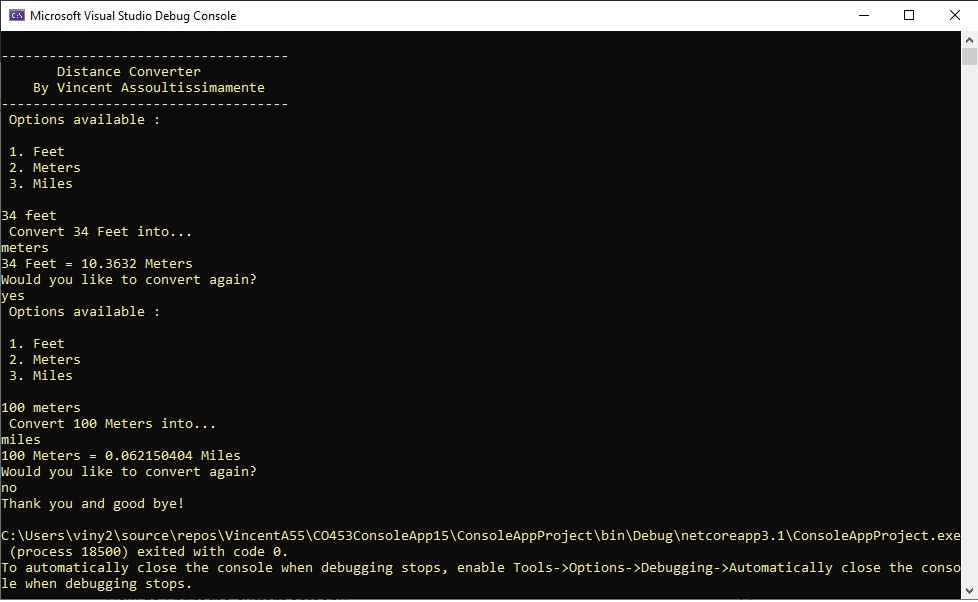 Microsoft Visual Studio Debug Console
------------------------------------
Distance Converter
By Vincent Assoultissimamente
------------------------------------
Options available :
1. Feet
2. Meters
3. Miles
34 feet
Convert 34 Feet into...
meters
34 Feet = 10.3632 Meters
Would you like to convert again?
yes
Options available :
1. Feet
2. Meters
3. Miles
100 meters
Convert 100 Meters into...
miles
100 Meters = 0.062150404 Miles
Would you like to convert again?
no
Thank you and good bye!
C:\Users\viny2\source\repos\VincentA55\CO453ConsoleApp15\ConsoleAppProject\bin\Debug\netcoreapp3.1\ConsoleAppProject.exe
(process 18500) exited with code 0.
To automatically close the console when debugging stops, enable Tools->Options->Debugging->Automatically close the conso
le when debugging stops.